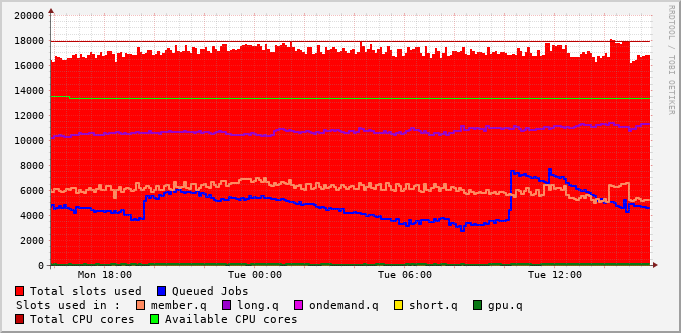 20000
18000
16000
14000
12000
10000
8000
6000
4000
2000
0
Mon 18:00 Tue 00:00 Tue 06:00 Tue 12:00
RRDTOOL / TOBI OETIKER
Total slots used Queued Jobs
Slots used in : member.q long.q ondemand.q short.q gpu.q
Total CPU cores Available CPU cores